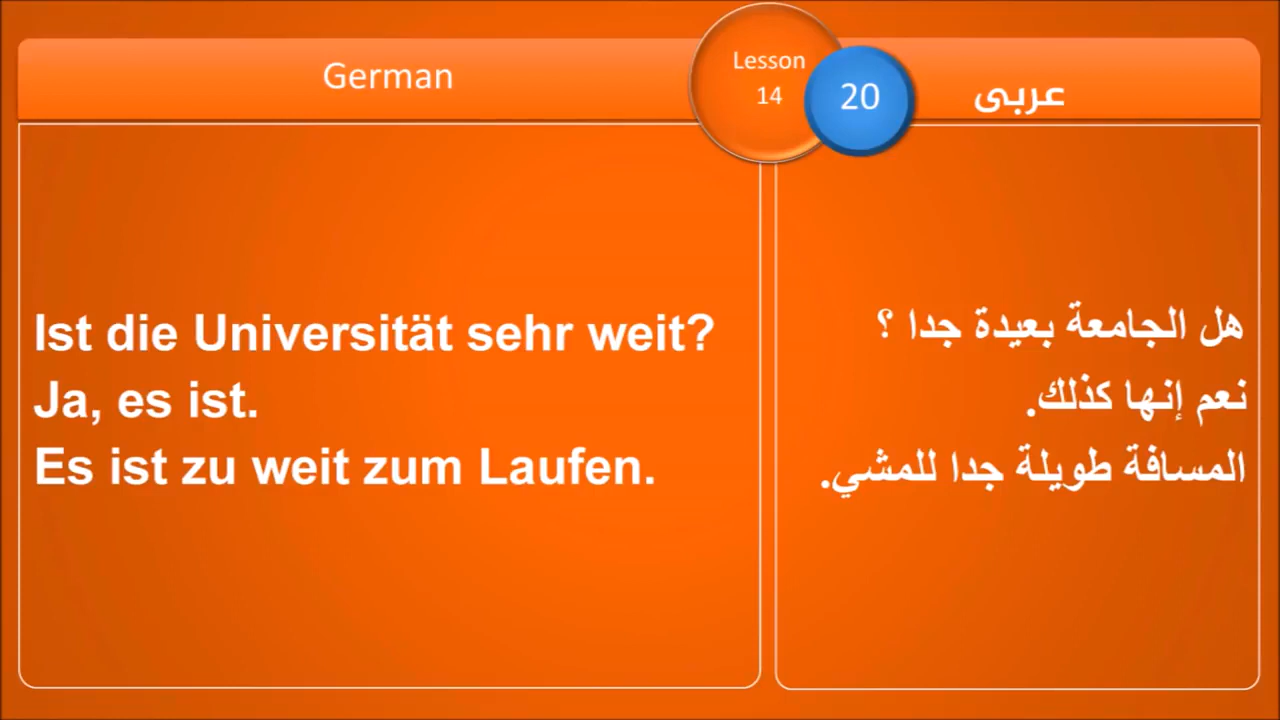 German
Lesson
14
20
عربى
Ist die Universität sehr weit?
Ja, es ist.
Es ist zu weit zum Laufen.
هل الجامعة بعيدة جدا ؟
نعم إنها كذلك.
المسافة طويلة جدا للمشي.